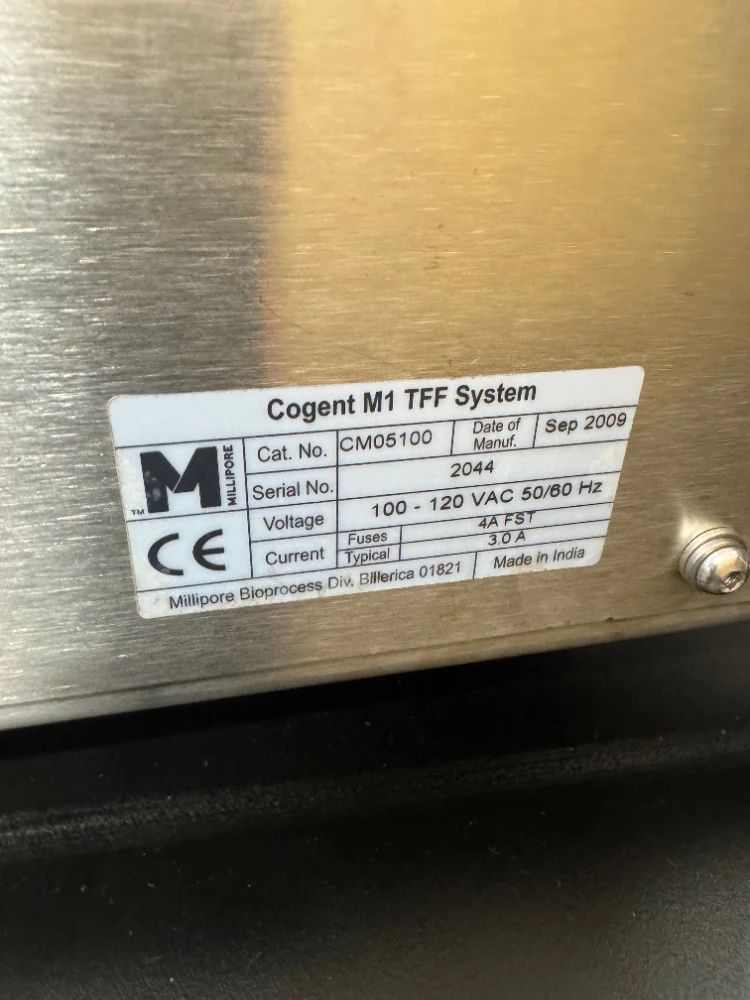 Cogent M1 TFF System
M MILLIPORE TM
Cat. No. CM05100 Date of Manuf. Sep 2009
Serial No. 2044
Voltage 100 - 120 VAC 50/60 Hz
CE
Current Fuses 4A FST
Typical 3.0 A
Millipore Bioprocess Div. Billerica 01821 Made in India